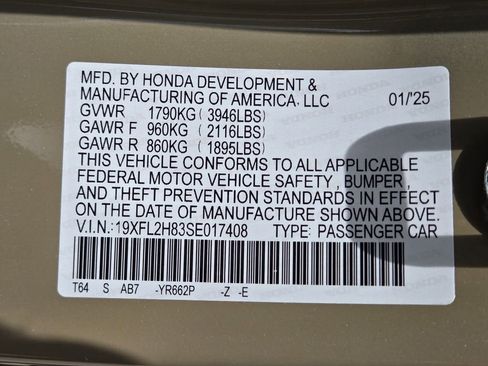 MFD. BY HONDA DEVELOPMENT &
MANUFACTURING OF AMERICA, LLC 01/'25
GVWR 1790KG ( 3946LBS)
GAWR F 960KG ( 2116LBS)
GAWR R 860KG ( 1895LBS)
THIS VEHICLE CONFORMS TO ALL APPLICABLE
FEDERAL MOTOR VEHICLE SAFETY , BUMPER,
AND THEFT PREVENTION STANDARDS IN EFFECT
ON THE DATE OF MANUFACTURE SHOWN ABOVE.
V.I.N.:19XFL2H83SE017408 TYPE: PASSENGER CAR
T64 S AB7 -YR662P -Z -E